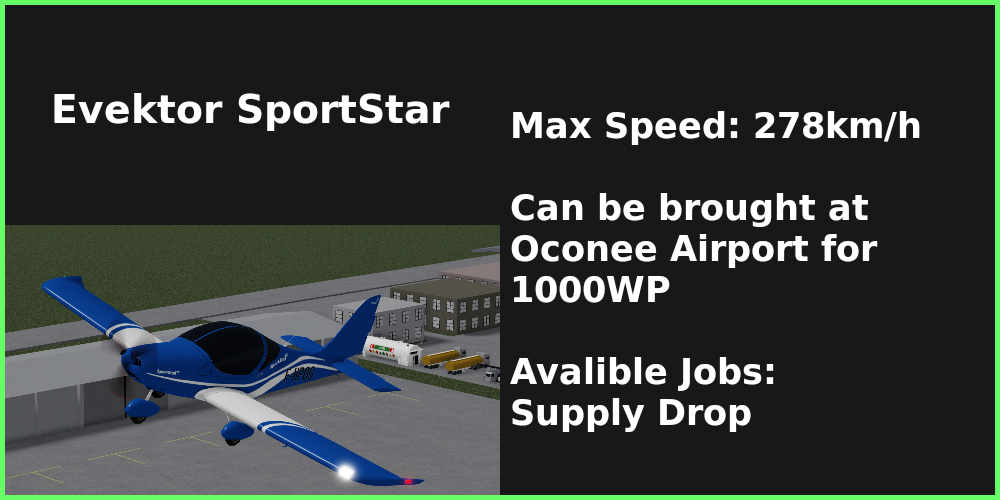 Evektor SportStar
Max Speed: 278km/h
Can be brought at
Oconee Airport for
1000WP
Avalible Jobs:
Supply Drop